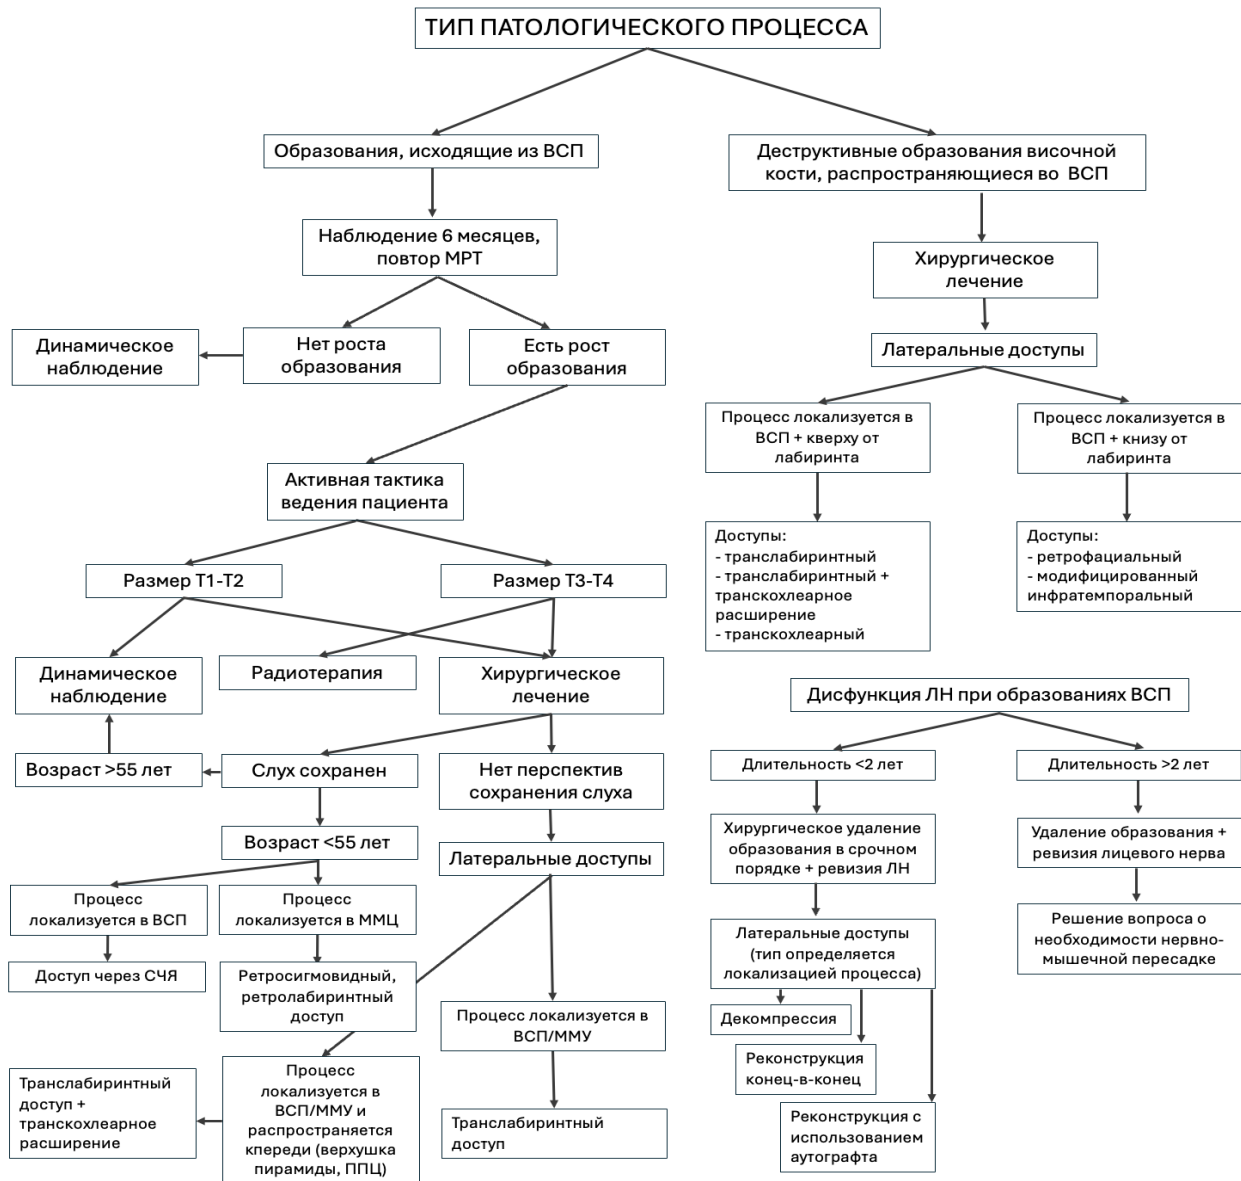 ТИП ПАТОЛОГИЧЕСКОГО ПРОЦЕССА
Образования, исходящие из ВСП
Наблюдение 6 месяцев,
повтор МРТ
Динамическое
наблюдение
Нет роста
образования
Есть рост
образования
Активная тактика
ведения пациента
Размер Т1-Т2
Размер Т3-Т4
Динамическое
наблюдение
Радиотерапия
Хирургическое
лечение
Возраст >55 лет
Слух сохранен
Нет перспектив
сохранения слуха
Возраст <55 лет
Латеральные доступы
Процесс
локализуется в ВСП
Процесс
локализуется в ММЦ
Доступ через СЧЯ
Ретросигмовидный,
ретролабиринтный
доступ
Процесс локализуется в
ВСП/ММУ
Транслабиринтный
доступ +
транскохлеарное
расширение
Процесс
локализуется в
ВСП/ММУ и
распространяется
кпереди (верхушка
пирамиды, ППЦ)
Транслабиринтный
доступ
Деструктивные образования височной
кости, распространяющиеся во ВСП
Хирургическое
лечение
Латеральные доступы
Процесс локализуется в
ВСП + кверху от
лабиринта
Процесс локализуется в
ВСП + книзу от
лабиринта
Доступы:
- транслабиринтный
- транслабиринтный +
транскохлеарное
расширение
- транскохлеарный
Доступы:
- ретрофациальный
- модифицированный
инфратемпоральный
Дисфункция ЛН при образованиях ВСП
Длительность <2 лет
Длительность >2 лет
Хирургическое удаление
образования в срочном
порядке + ревизия ЛН
Удаление образования +
ревизия лицевого нерва
Латеральные доступы
(тип определяется
локализацией процесса)
Решение вопроса о
необходимости нервно-
мышечной пересадке
Декомпрессия
Реконструкция
конец-в-конец
Реконструкция с
использованием
аутографта